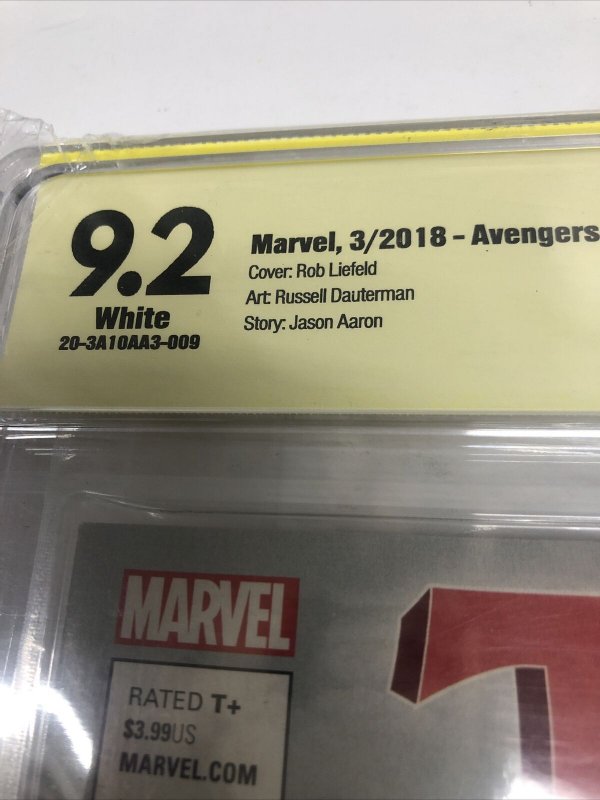 9.2
White
20-3A10AA3-009
Marvel, 3/2018 - Avengers
Cover: Rob Liefeld
Art: Russell Dauterman
Story: Jason Aaron
MARVEL
RATED T+
$3.99US
MARVEL.COM
T